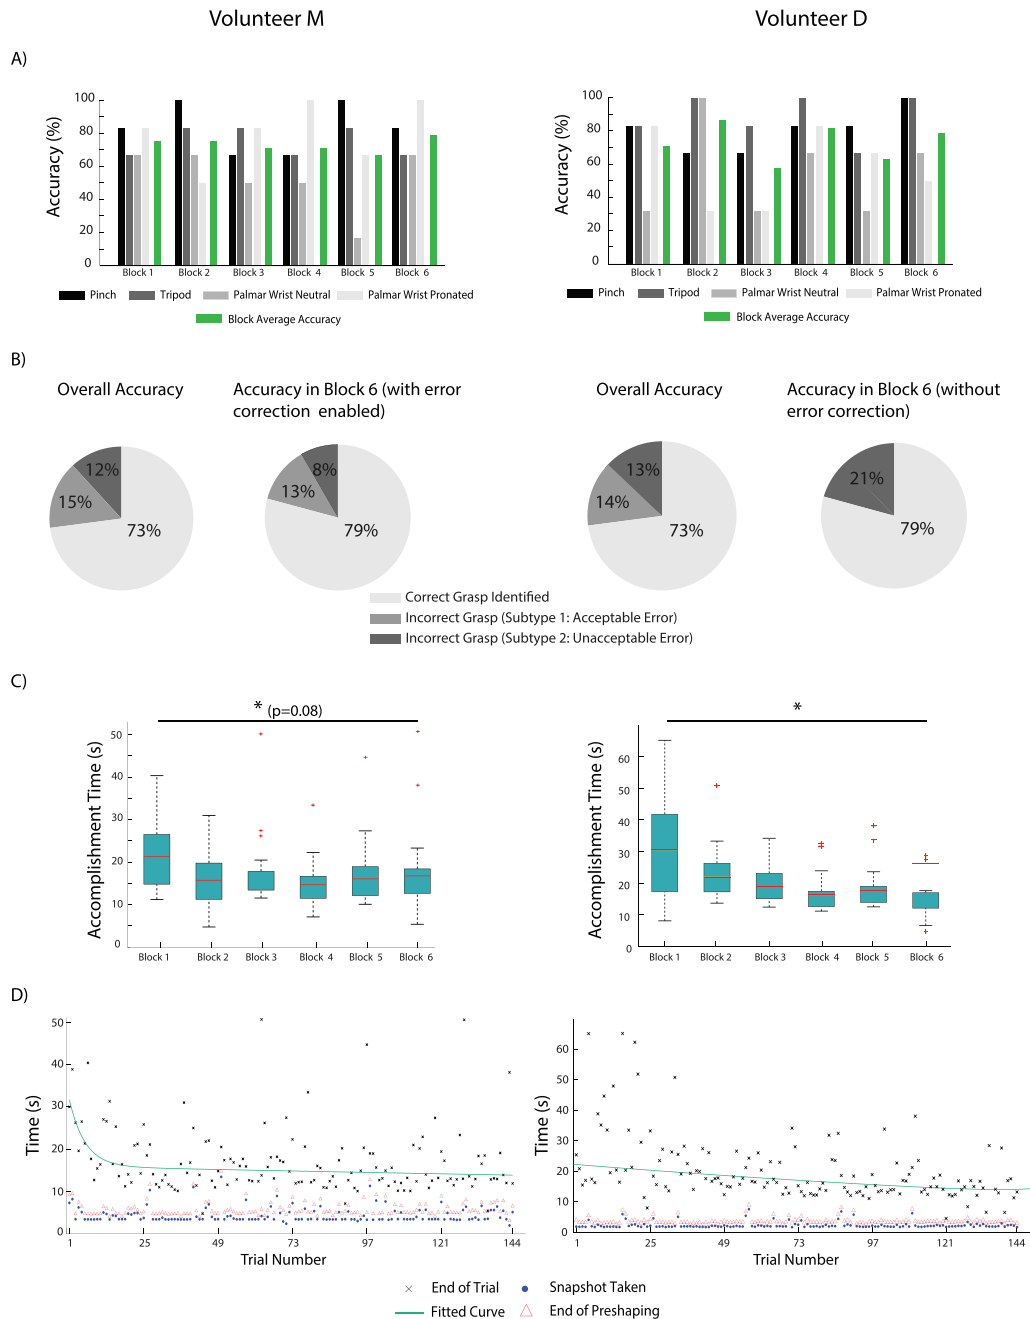 Volunteer M
Volunteer D
A)
Accuracy (%)
100
80
60
40
20
0
Block 1
Block 2
Block 3
Block 4
Block 5
Block 6
Pinch
Tripod
Palmar Wrist Neutral
Palmar Wrist Pronated
Block Average Accuracy
Accuracy (%)
100
80
60
40
20
0
Block 1
Block 2
Block 3
Block 4
Block 5
Block 6
Pinch
Tripod
Palmar Wrist Neutral
Palmar Wrist Pronated
Block Average Accuracy
B)
Overall Accuracy
12%
15%
73%
Accuracy in Block 6 (with error
correction enabled)
8%
13%
79%
Overall Accuracy
13%
14%
73%
Accuracy in Block 6 (without
error correction)
21%
79%
Correct Grasp Identified
Incorrect Grasp (Subtype 1: Acceptable Error)
Incorrect Grasp (Subtype 2: Unacceptable Error)
C)
* (p=0.08)
Accomplishment Time (s)
50
40
30
20
10
0
Block 1
Block 2
Block 3
Block 4
Block 5
Block 6
*
Accomplishment Time (s)
60
50
40
30
20
10
0
Block 1
Block 2
Block 3
Block 4
Block 5
Block 6
D)
Time (s)
50
40
30
20
10
0
1
25
49
73
97
121
144
Trial Number
Time (s)
60
50
40
30
20
10
0
1
25
49
73
97
121
144
Trial Number
End of Trial
Snapshot Taken
Fitted Curve
End of Preshaping